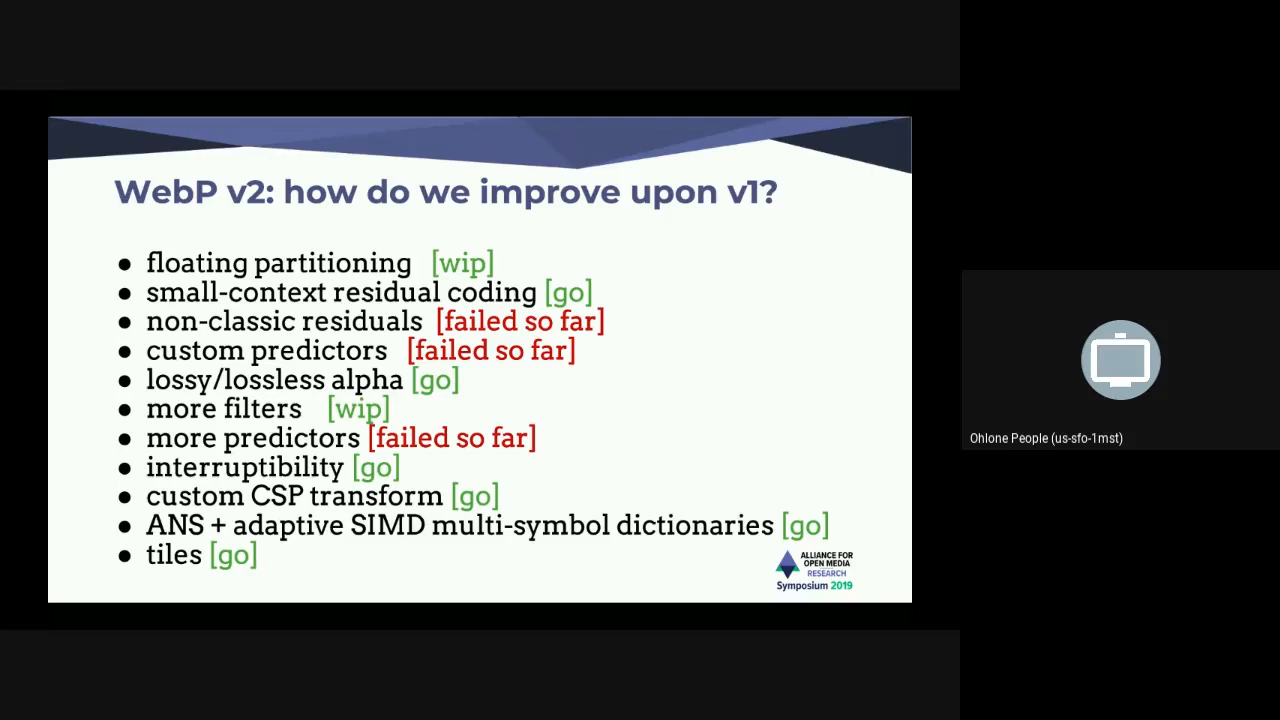 WebP v2: how do we improve upon v1?
● floating partitioning [wip]
● small-context residual coding [go]
● non-classic residuals [failed so far]
● custom predictors [failed so far]
● lossy/lossless alpha [go]
● more filters [wip]
● more predictors [failed so far]
● interruptibility [go]
● custom CSP transform [go]
● ANS + adaptive SIMD multi-symbol dictionaries [go]
● tiles [go]
ALLIANCE FOR
OPEN MEDIA
RESEARCH
Symposium 2019
Ohlone People (us-sfo-1mst)